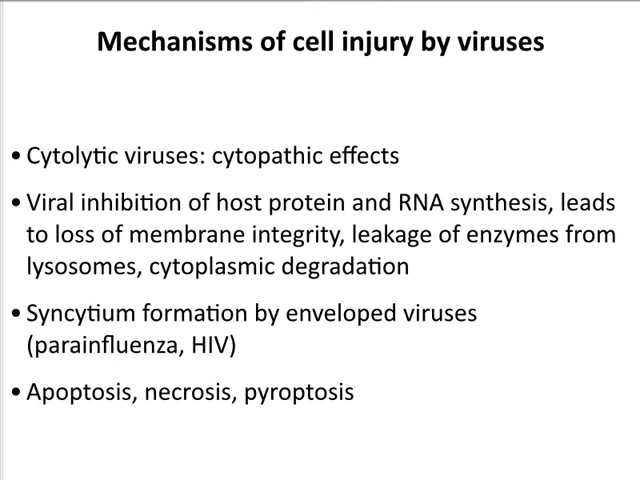 Mechanisms of cell injury by viruses
• Cytolytic viruses: cytopathic effects
• Viral inhibition of host protein and RNA synthesis, leads
to loss of membrane integrity, leakage of enzymes from
lysosomes, cytoplasmic degradation
• Syncytium formation by enveloped viruses
(parainfluenza, HIV)
• Apoptosis, necrosis, pyroptosis